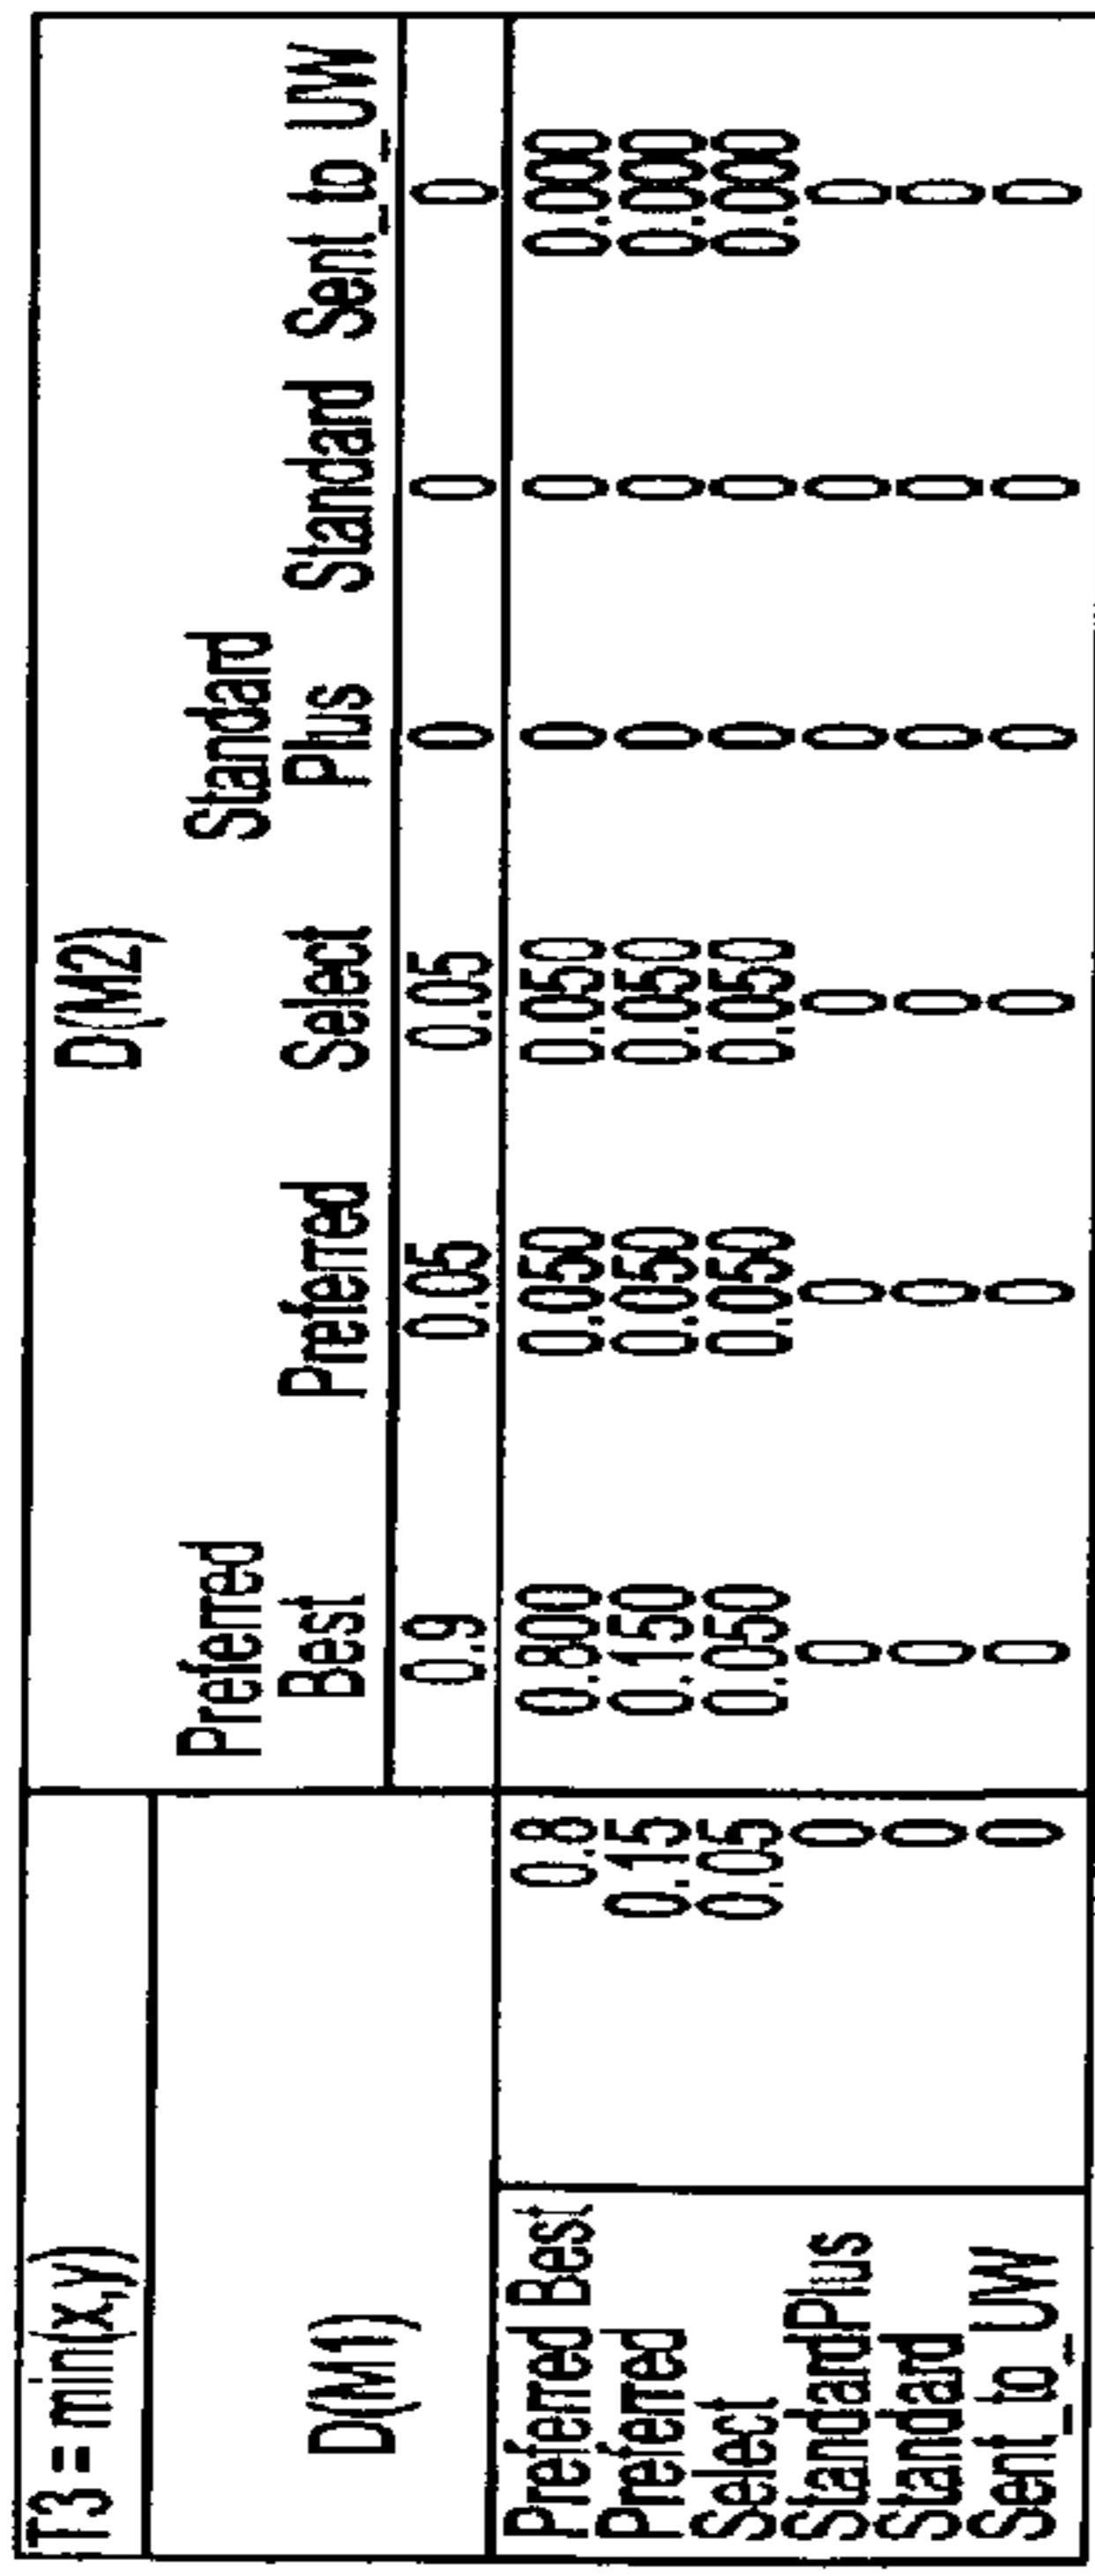 T3 = min(x,y) D(M2)
Preferred Standard
D(M1) Best Preferred Select Plus Standard Sent_to_UW
0.9 0.05 0.05 0 0 0
Preferred Best 0.8 0.800 0.050 0.050 0 0 0.000
Preferred 0.15 0.150 0.050 0.050 0 0 0.000
Select 0.05 0.050 0.050 0.050 0 0 0.000
StandardPlus 0 0 0 0 0 0 0
Standard 0 0 0 0 0 0 0
Sent_to_UW 0 0 0 0 0 0 0